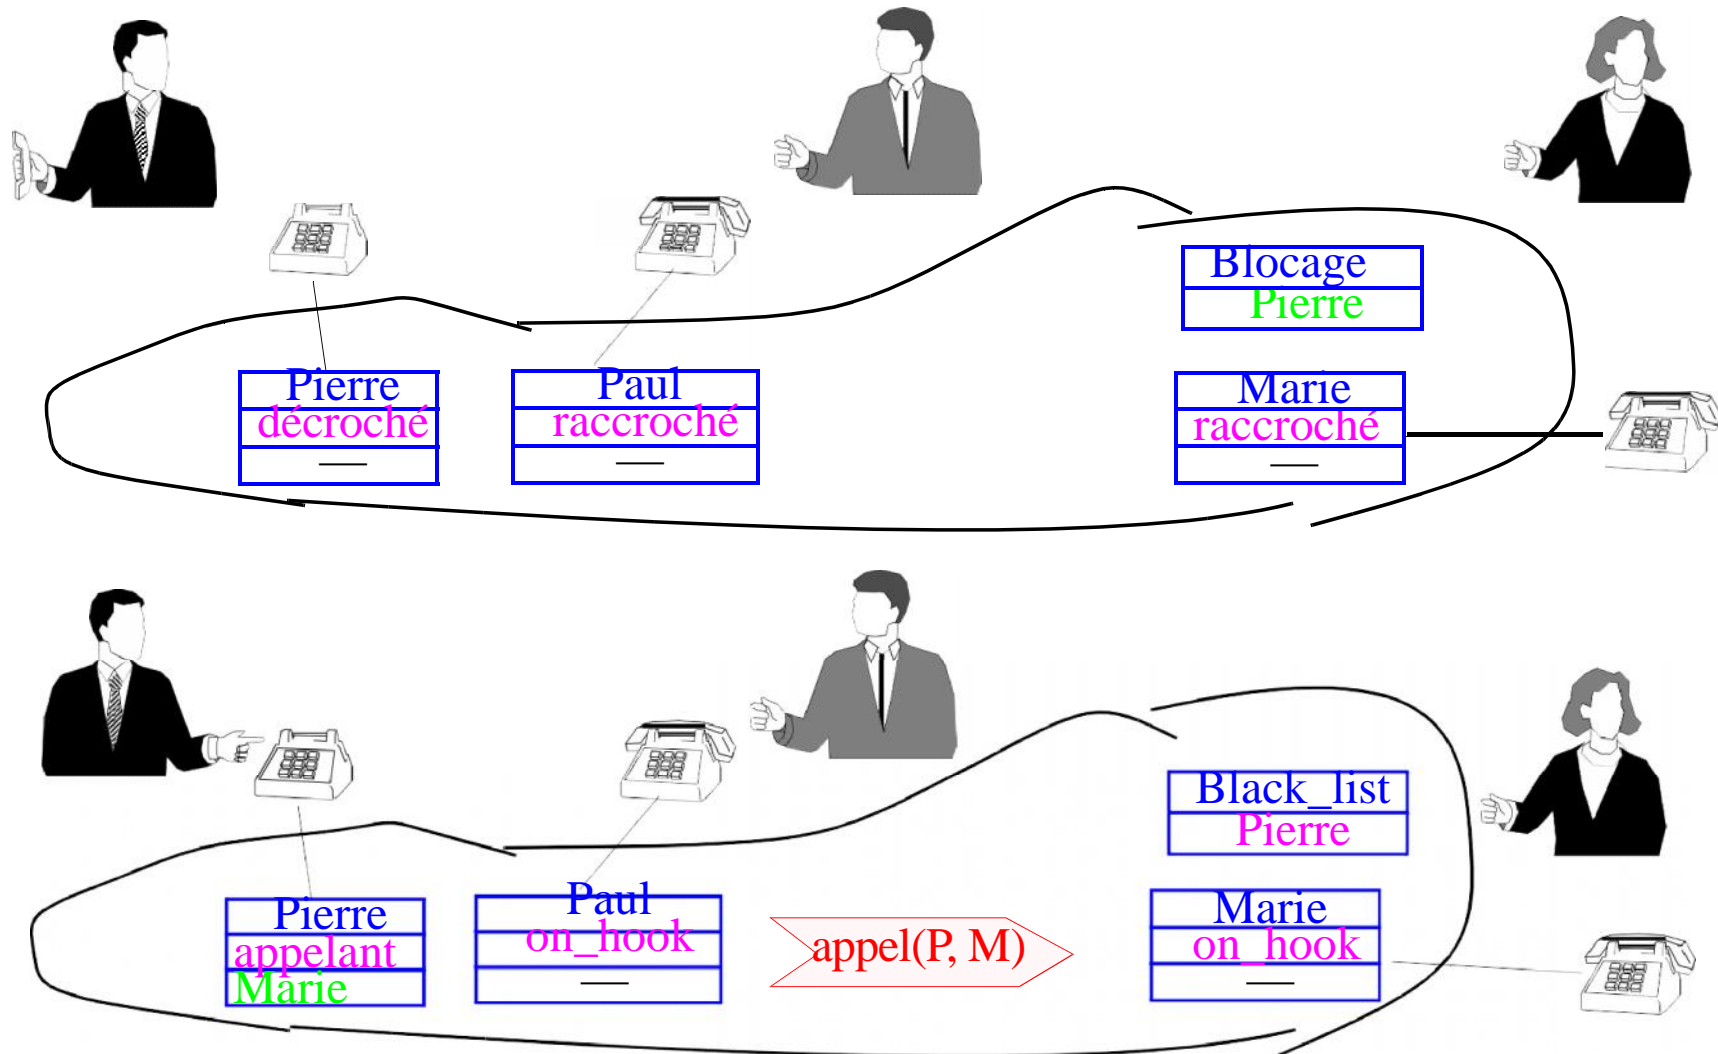 Blocage
Pierre
Pierre
décroché
—
Paul
raccroché
—
Marie
raccroché
—
Black_list
Pierre
Pierre
appelant
Marie
Paul
on_hook
—
appel(P, M)
Marie
on_hook
—